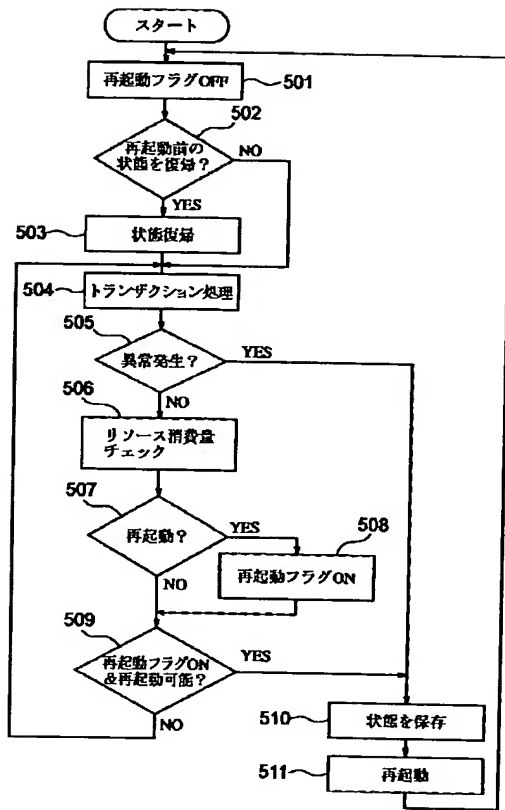 スタート
再起動フラグOFF
501
502
再起動前の
状態を復帰？
NO
YES
503
状態復帰
504
トランザクション処理
505
異常発生？
YES
NO
506
リソース消費量
チェック
507
再起動？
YES
508
再起動フラグON
NO
509
再起動フラグON
&再起動可能？
YES
NO
510
状態を保存
511
再起動